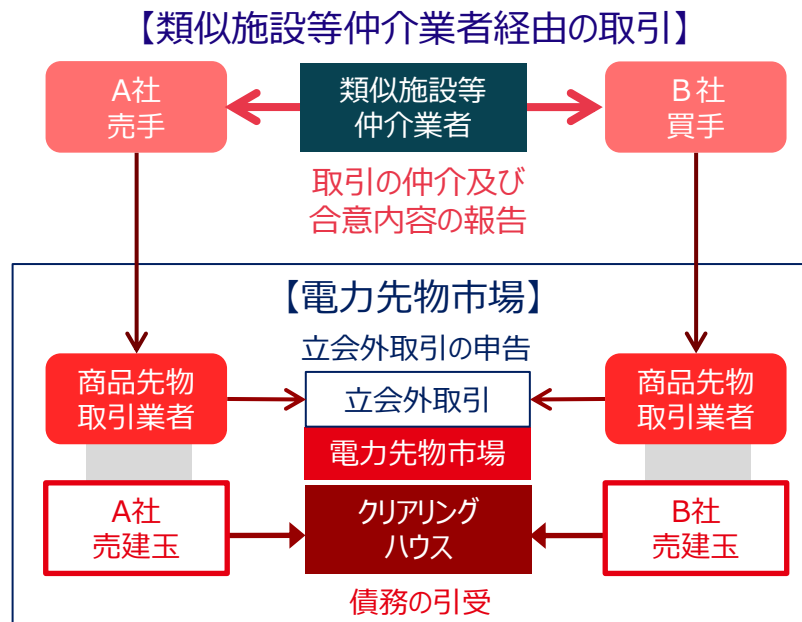 【類似施設等仲介業者経由の取引】
A社
売手
類似施設等
仲介業者
B社
買手
取引の仲介及び
合意内容の報告
【電力先物市場】
立会外取引の申告
商品先物
取引業者
立会外取引
商品先物
取引業者
電力先物市場
A社
売建玉
クリアリング
ハウス
B社
売建玉
債務の引受